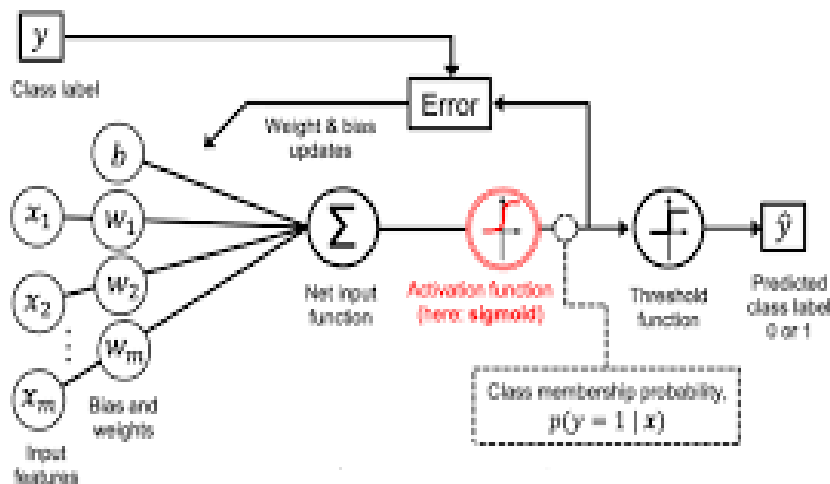 y
Class label
Error
Weight & bias
updates
b
x₁
w₁
x₂
w₂
⋮
wₘ
xₘ
Bias and
weights
Input
features
Σ
Net input
function
Activation function
(here: sigmoid)
Threshold
function
ŷ
Predicted
class label
0 or 1
Class membership probability,
p(y = 1 | x)